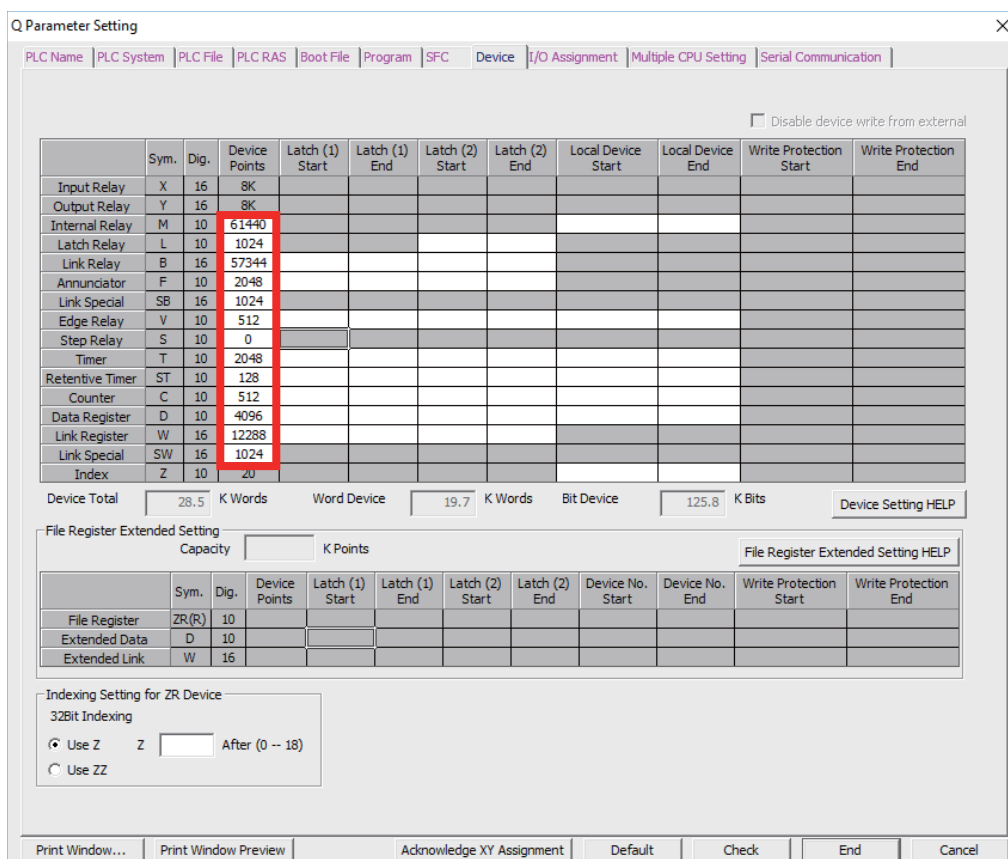 Q Parameter Setting
PLC Name PLC System PLC File PLC RAS Boot File Program SFC Device I/O Assignment Multiple CPU Setting Serial Communication
Disable device write from external
Sym. Dig. Device Points Latch (1) Start Latch (1) End Latch (2) Start Latch (2) End Local Device Start Local Device End Write Protection Start Write Protection End
Input Relay X 16 8K
Output Relay Y 16 8K
Internal Relay M 10 61440
Latch Relay L 10 1024
Link Relay B 16 57344
Annunciator F 10 2048
Link Special SB 16 1024
Edge Relay V 10 512
Step Relay S 10 0
Timer T 10 2048
Retentive Timer ST 10 128
Counter C 10 512
Data Register D 10 4096
Link Register W 16 12288
Link Special SW 16 1024
Index Z 10 20
Device Total 28.5 K Words Word Device 19.7 K Words Bit Device 125.8 K Bits Device Setting HELP
File Register Extended Setting
Capacity K Points File Register Extended Setting HELP
Sym. Dig. Device Points Latch (1) Start Latch (1) End Latch (2) Start Latch (2) End Device No. Start Device No. End Write Protection Start Write Protection End
File Register ZR(R) 10
Extended Data D 10
Extended Link W 16
Indexing Setting for ZR Device
32Bit Indexing
Use Z Z After (0 -- 18)
Use ZZ
Print Window... Print Window Preview Acknowledge XY Assignment Default Check End Cancel